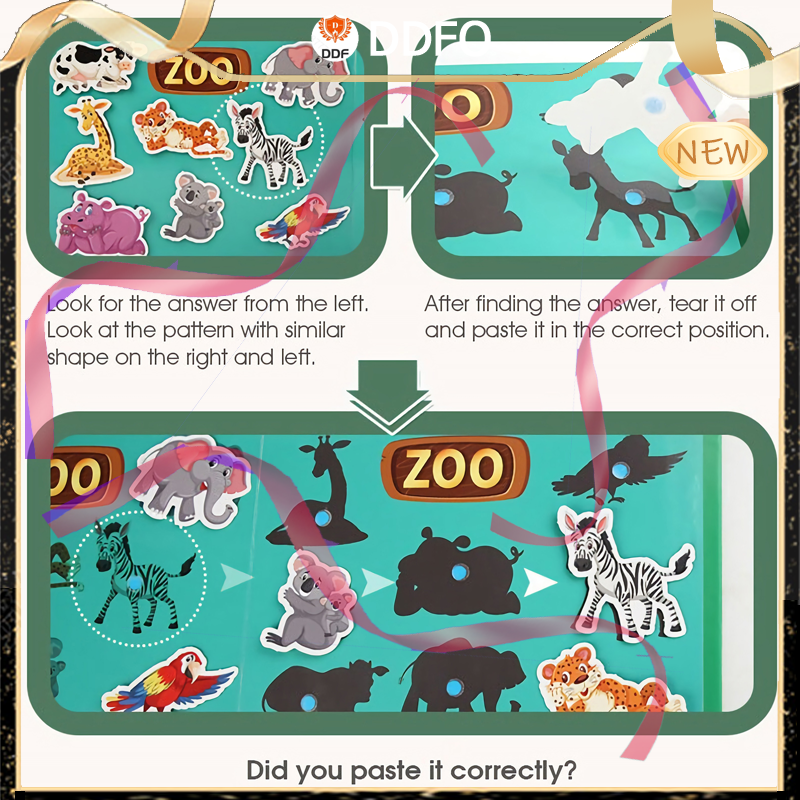 DDF
DDFO
ZOO
O
NEW
Look for the answer from the left.
Look at the pattern with similar
shape on the right and left.
After finding the answer, tear it off
and paste it in the correct position.
OO
ZOO
Did you paste it correctly?